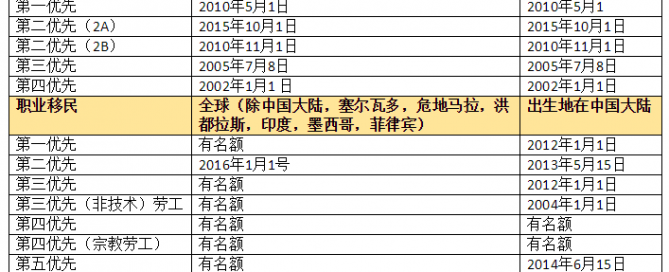 第一优先 2010年5月1日 2010年5月1
第二优先（2A） 2015年10月1日 2015年10月1日
第二优先（2B） 2010年11月1日 2010年11月1日
第三优先 2005年7月8日 2005年7月8日
第四优先 2002年1月1 日 2002年1月1日
职业移民 全球（除中国大陆，塞尔瓦多，危地马拉，洪 出生地在中国大陆
都拉斯，印度，墨西哥，菲律宾）
第一优先 有名额 2012年1月1日
第二优先 2016年1月1号 2013年5月15日
第三优先 有名额 2012年1月1日
第三优先（非技术）劳工 有名额 2004年1月1日
第四优先 有名额 有名额
第四优先（宗教劳工） 有名额 有名额
第五优先 有名额 2014年6月15日